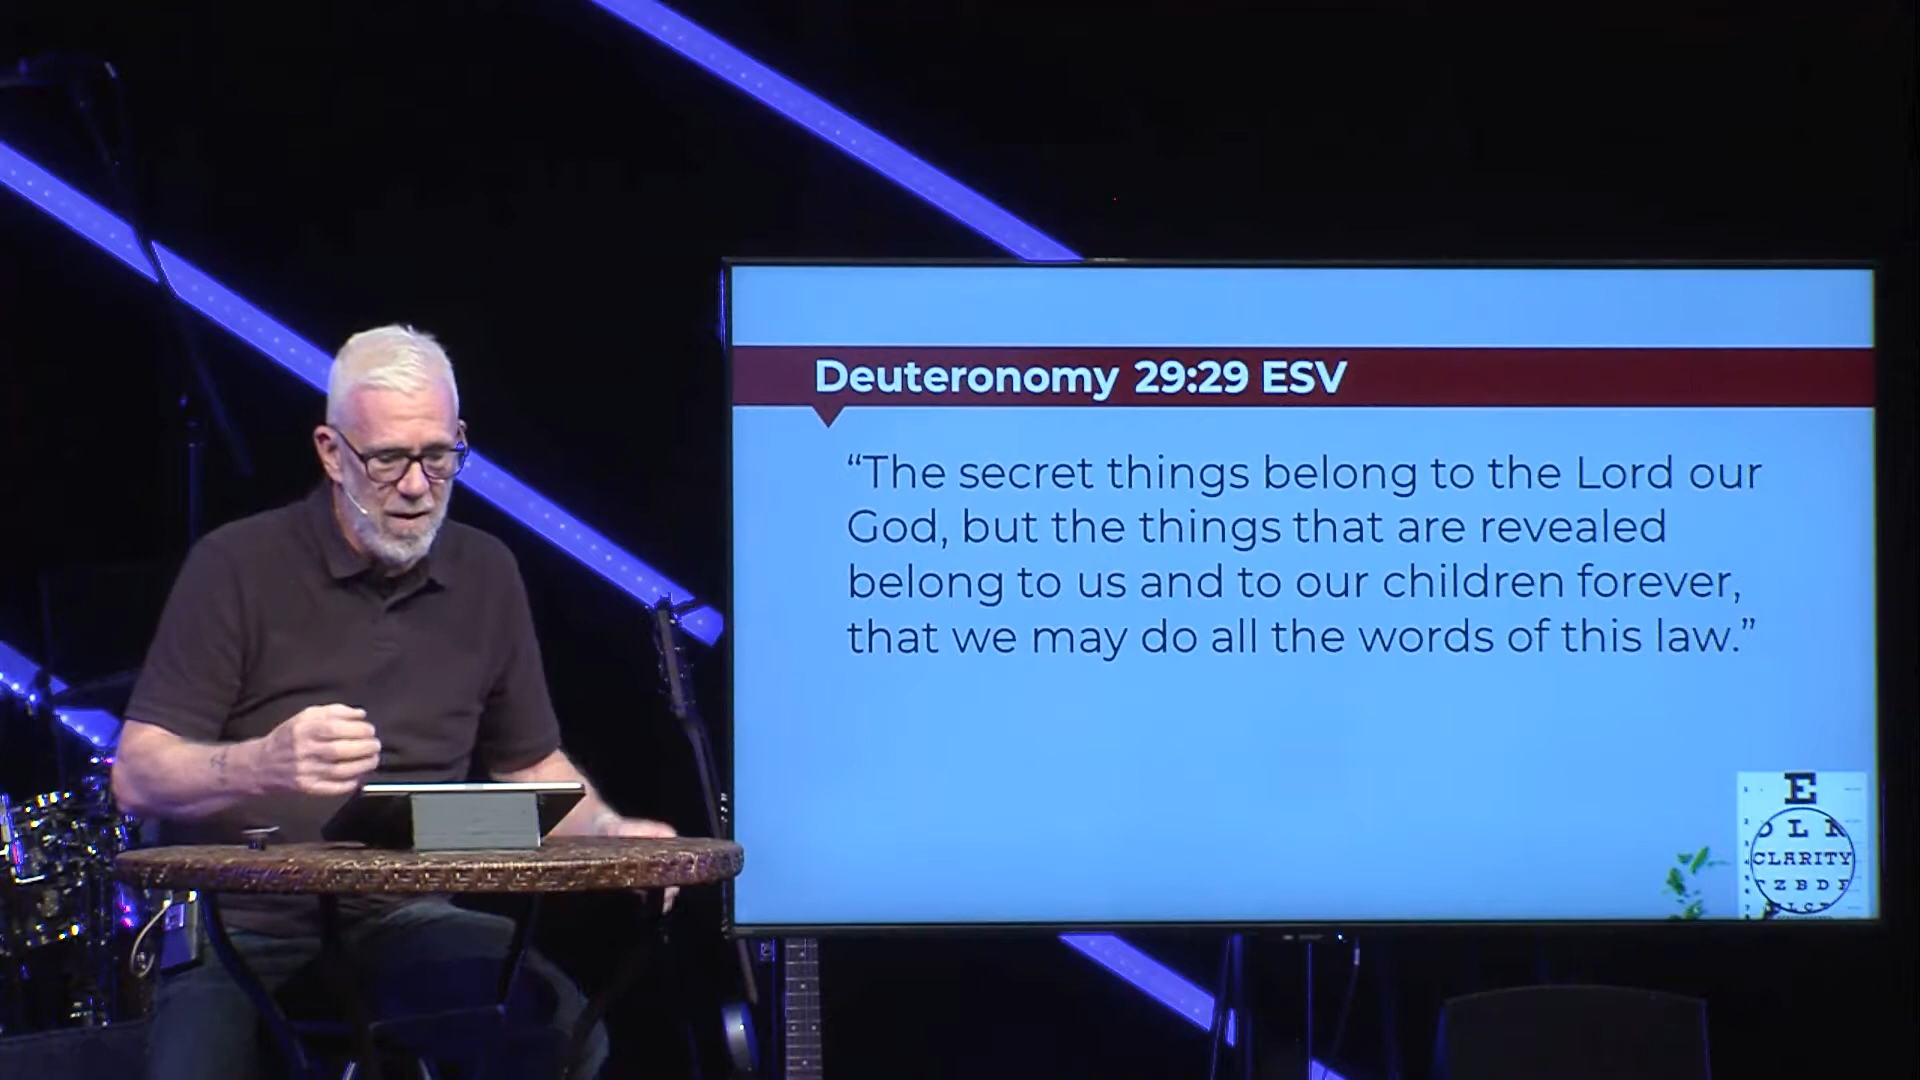 Deuteronomy 29:29 ESV
“The secret things belong to the Lord our
God, but the things that are revealed
belong to us and to our children forever,
that we may do all the words of this law.”
E
D L N
CLARITY
T Z B D F